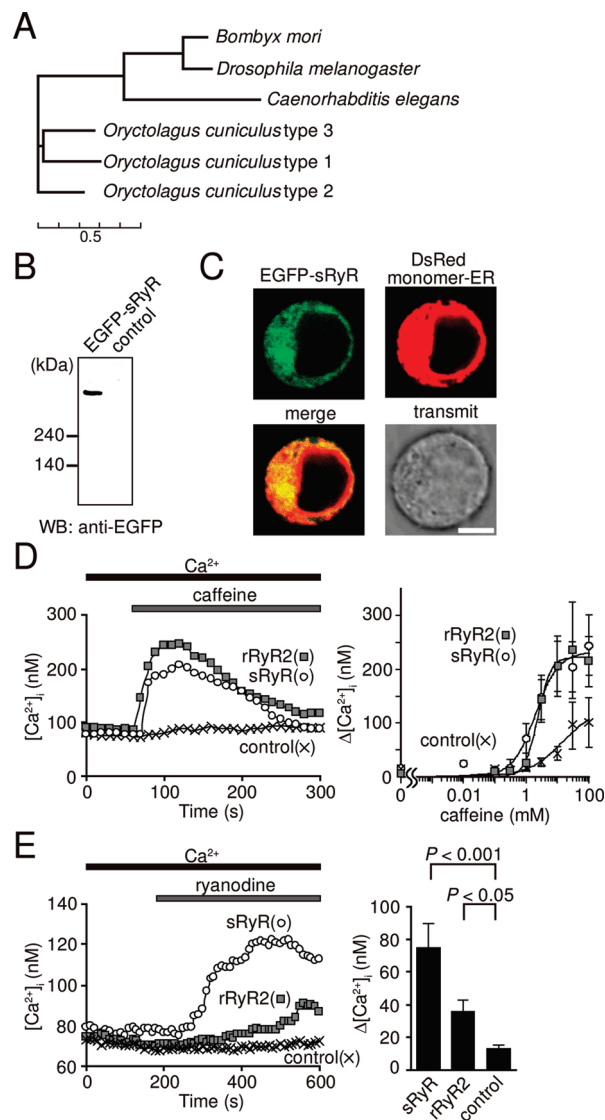 A
Bombyx mori
Drosophila melanogaster
Caenorhabditis elegans
Oryctolagus cuniculus type 3
Oryctolagus cuniculus type 1
Oryctolagus cuniculus type 2
0.5
B
EGFP-sRyR
control
(kDa)
240
140
WB: anti-EGFP
C
EGFP-sRyR
DsRed
monomer-ER
merge
transmit
D
Ca²⁺
caffeine
300
200
100
0
[Ca²⁺]ᵢ (nM)
rRyR2(■)
sRyR(○)
control(×)
0 100 200 300
Time (s)
300
200
100
0
Δ[Ca²⁺]ᵢ (nM)
rRyR2(■)
sRyR(○)
control(×)
0 0.01 1 100
caffeine (mM)
E
Ca²⁺
ryanodine
140
120
100
80
60
[Ca²⁺]ᵢ (nM)
sRyR(○)
rRyR2(■)
control(×)
0 200 400 600
Time (s)
P < 0.001
P < 0.05
100
80
60
40
20
0
Δ[Ca²⁺]ᵢ (nM)
sRyR
rRyR2
control